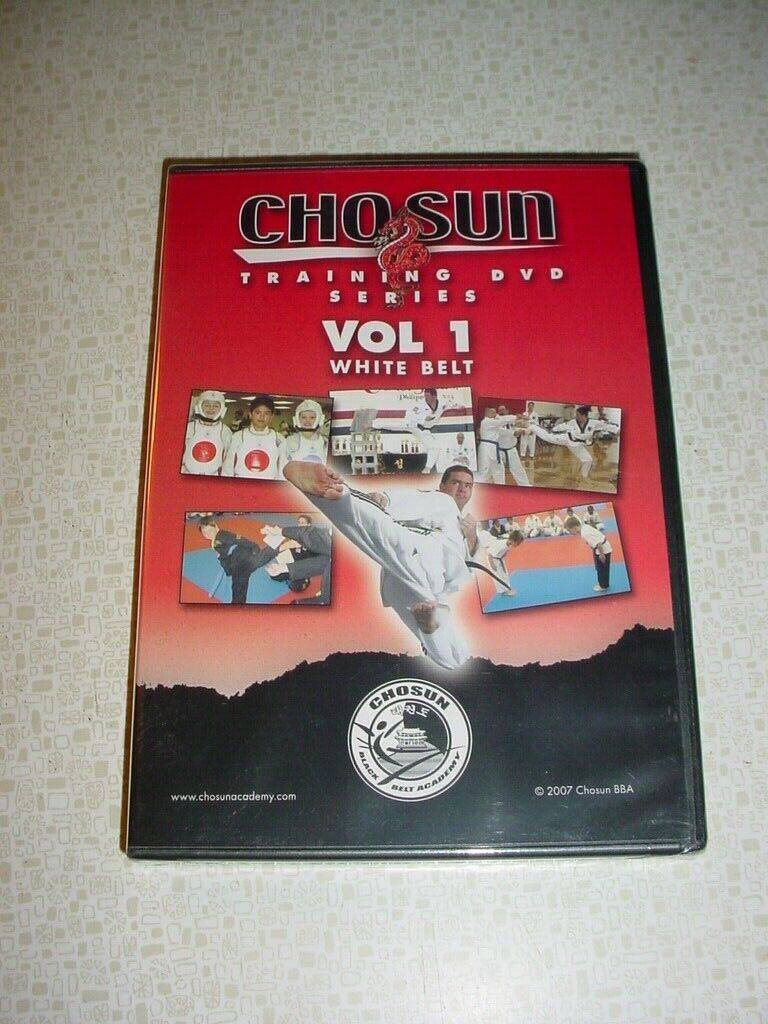 CHOSUN
TRAINING DVD
SERIES
VOL 1
WHITE BELT
CHOSUN
BLACK BELT ACADEMY
www.chosunacademy.com
© 2007 Chosun BBA